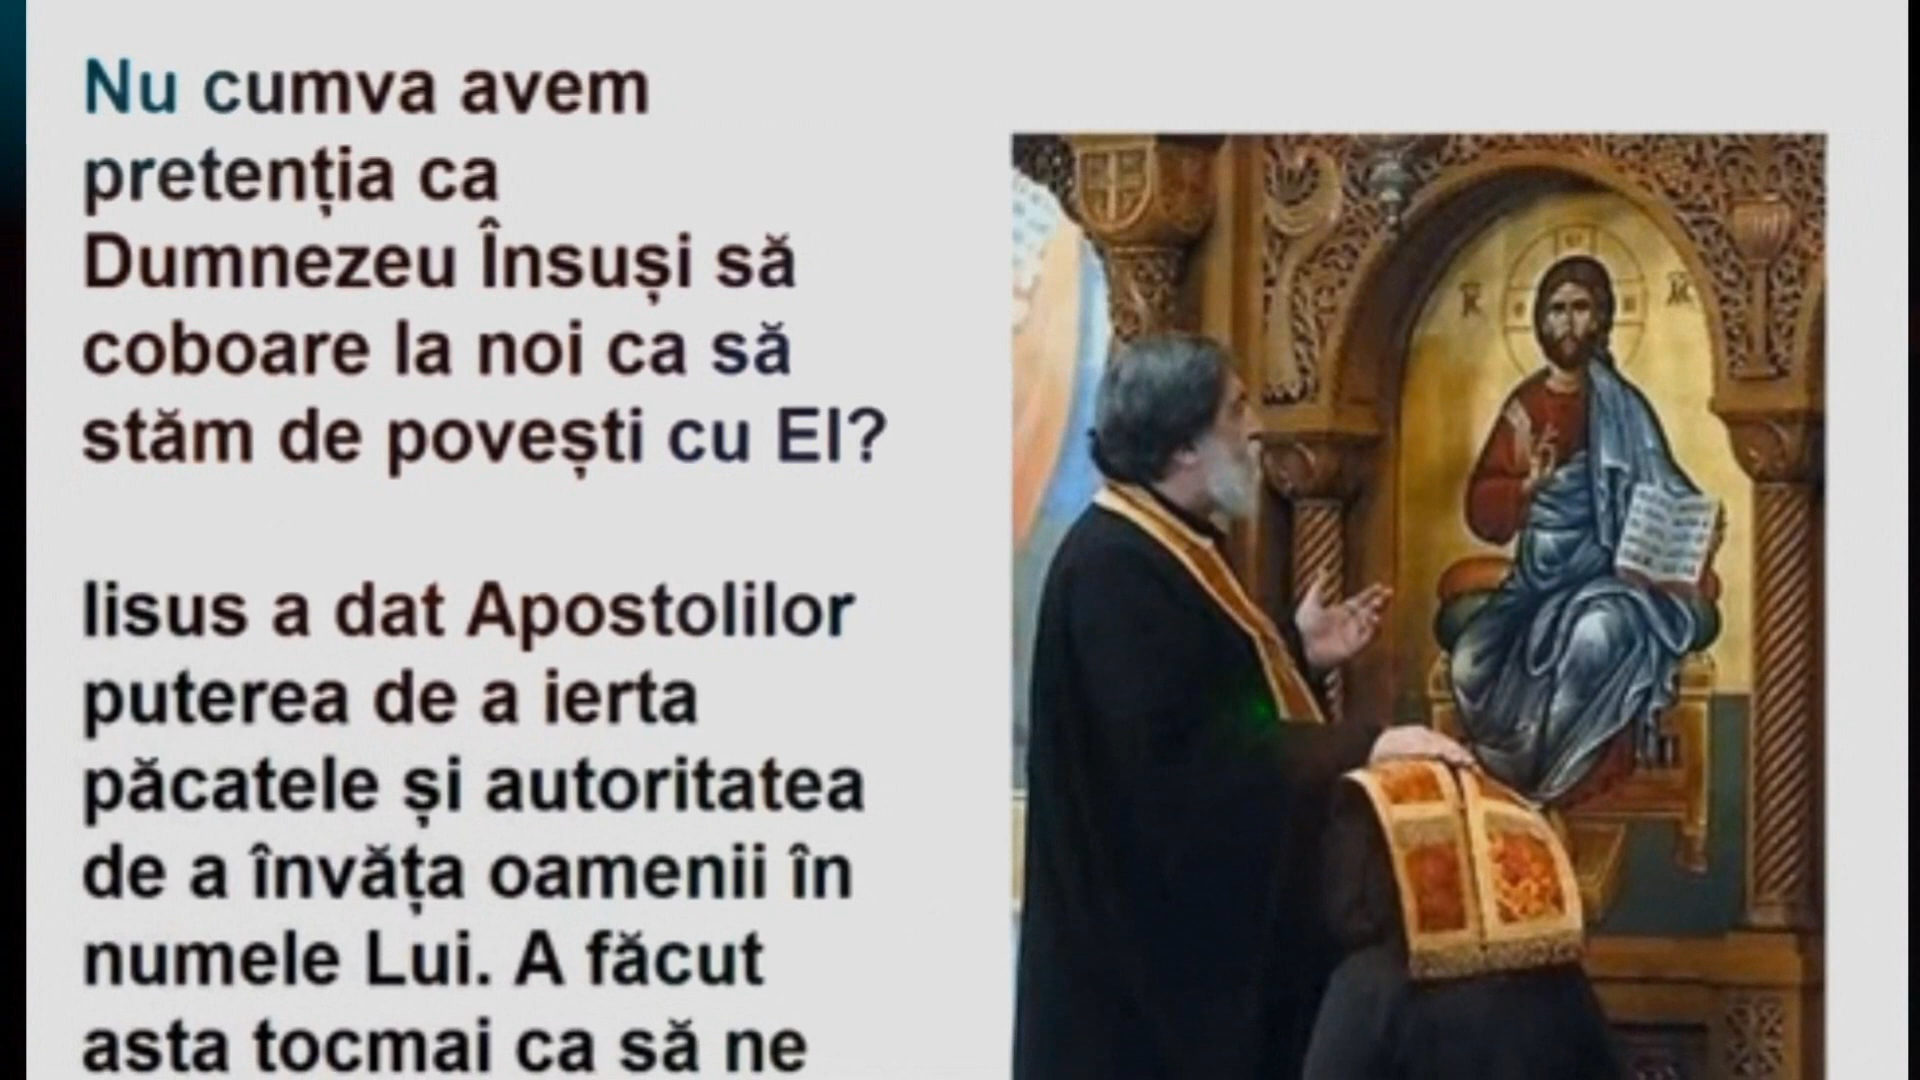 Nu cumva avem
pretenția ca
Dumnezeu Însuși să
coboare la noi ca să
stăm de povești cu El?
Iisus a dat Apostolilor
puterea de a ierta
păcatele și autoritatea
de a învăța oamenii în
numele Lui. A făcut
asta tocmai ca să ne